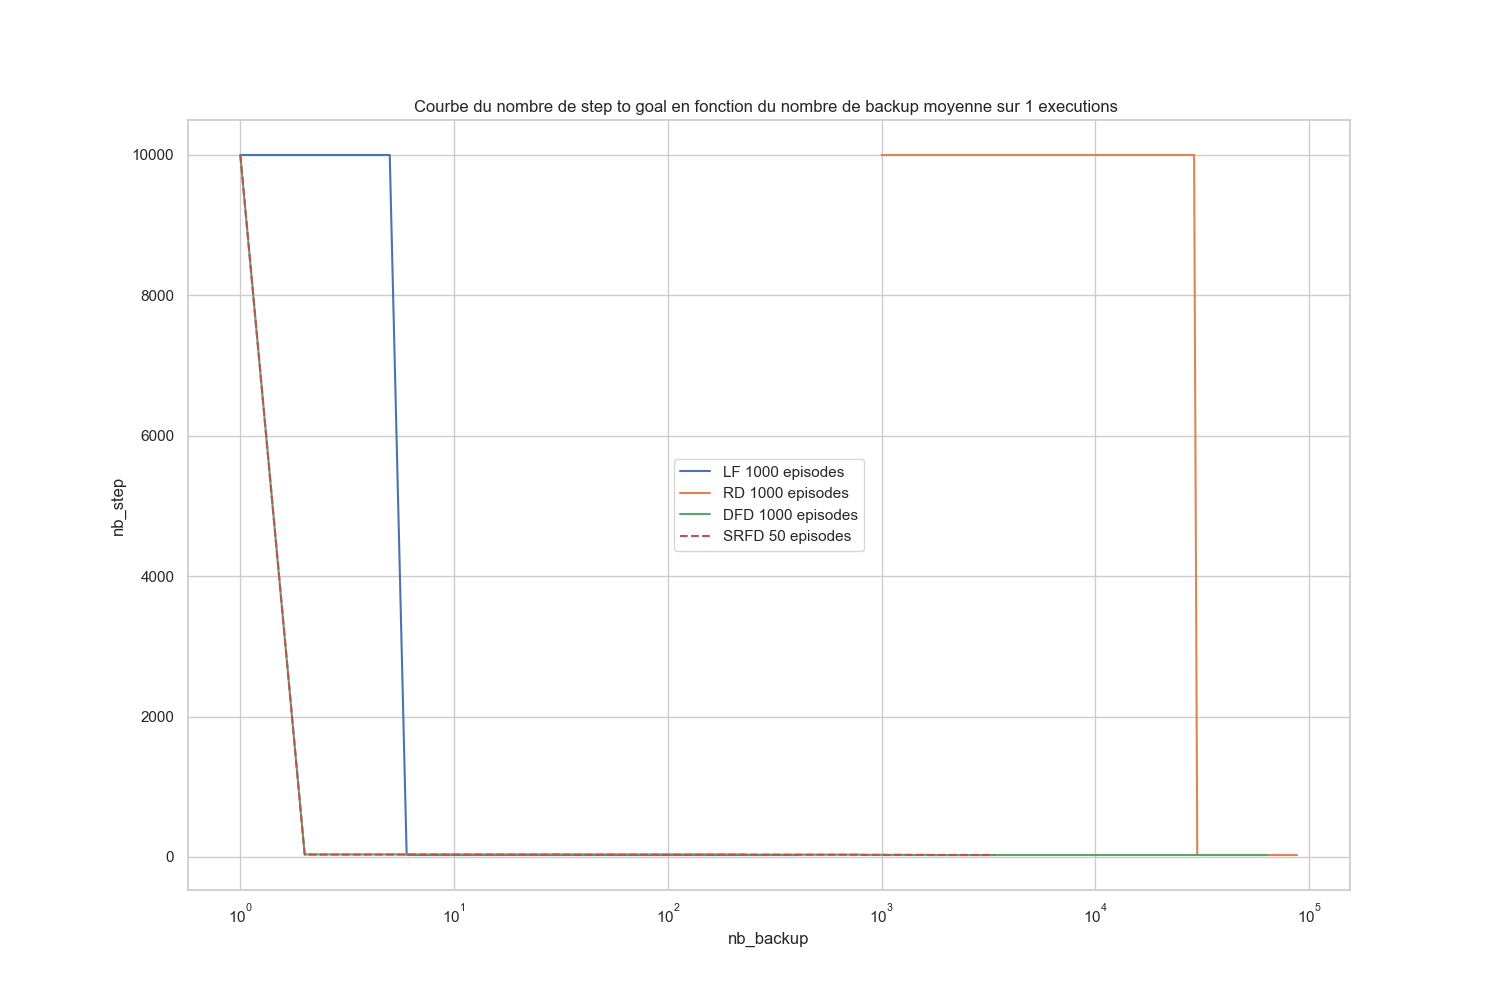 Courbe du nombre de step to goal en fonction du nombre de backup moyenne sur 1 executions
10000
8000
6000
4000
2000
0
nb_step
LF 1000 episodes
RD 1000 episodes
DFD 1000 episodes
SRFD 50 episodes
10⁰ 10¹ 10² 10³ 10⁴ 10⁵
nb_backup